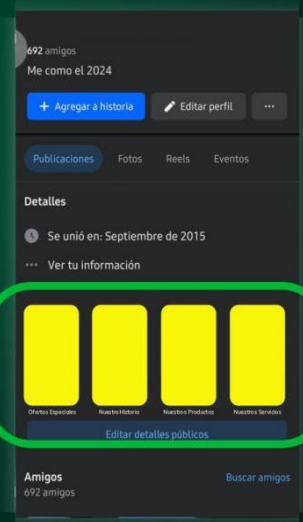 692 amigos
Me como el 2024
+ Agregar a historia Editar perfil ...
Publicaciones Fotos Reels Eventos
Detalles
Se unió en: Septiembre de 2015
... Ver tu información
Ofertas Especiales Nuestra Historia Nuestros Productos Nuestros Servicios
Editar detalles públicos
Amigos Buscar amigos
692 amigos